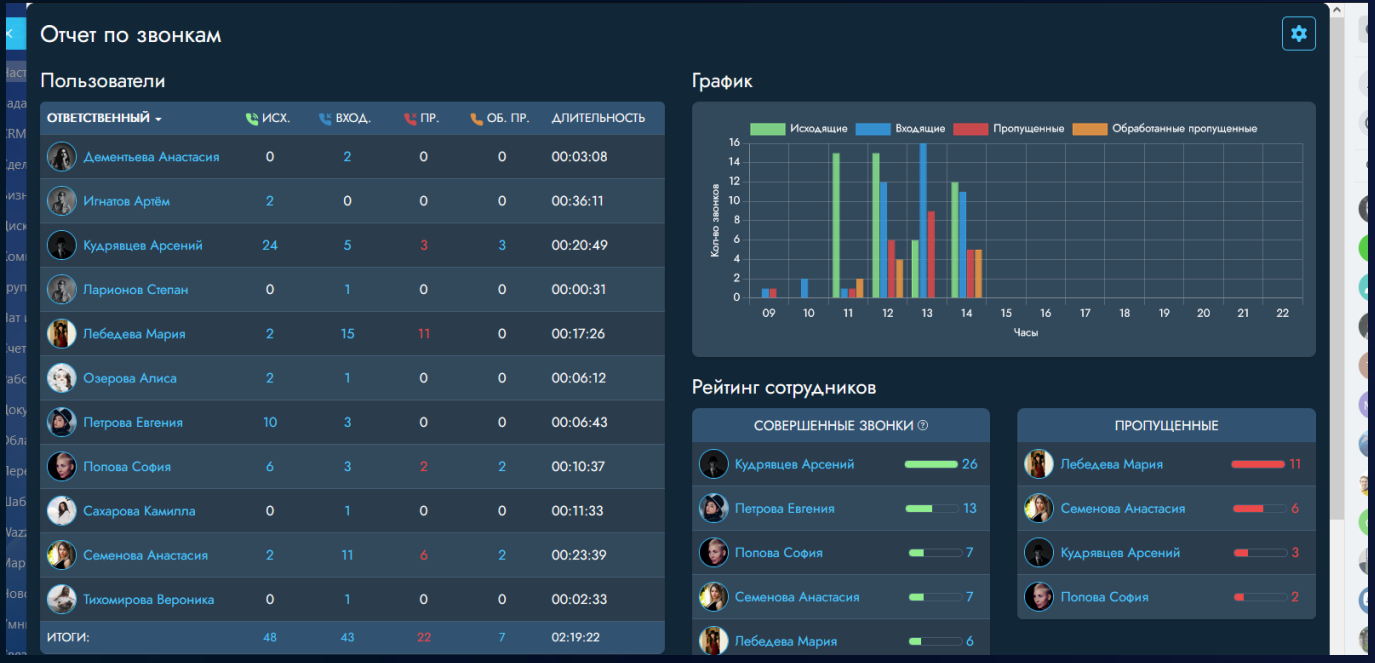 Отчет по звонкам
Пользователи
ОТВЕТСТВЕННЫЙ ИСХ. ВХОД. ПР. ОБ. ПР. ДЛИТЕЛЬНОСТЬ
Дементьева Анастасия 0 2 0 0 00:03:08
Игнатов Артём 2 0 0 0 00:36:11
Кудрявцев Арсений 24 5 3 3 00:20:49
Ларионов Степан 0 1 0 0 00:00:31
Лебедева Мария 2 15 11 0 00:17:26
Озерова Алиса 2 1 0 0 00:06:12
Петрова Евгения 10 3 0 0 00:06:43
Попова София 6 3 2 2 00:10:37
Сахарова Камилла 0 1 0 0 00:11:33
Семенова Анастасия 2 11 6 2 00:23:39
Тихомирова Вероника 0 1 0 0 00:02:33
ИТОГИ: 48 43 22 7 02:19:22
График
Исходящие Входящие Пропущенные Обработанные пропущенные
Кол-во звонков
16
14
12
10
8
6
4
2
0
09 10 11 12 13 14 15 16 17 18 19 20 21 22
Часы
Рейтинг сотрудников
СОВЕРШЕННЫЕ ЗВОНКИ
Кудрявцев Арсений 26
Петрова Евгения 13
Попова София 7
Семенова Анастасия 7
Лебедева Мария 6
ПРОПУЩЕННЫЕ
Лебедева Мария 11
Семенова Анастасия 6
Кудрявцев Арсений 3
Попова София 2